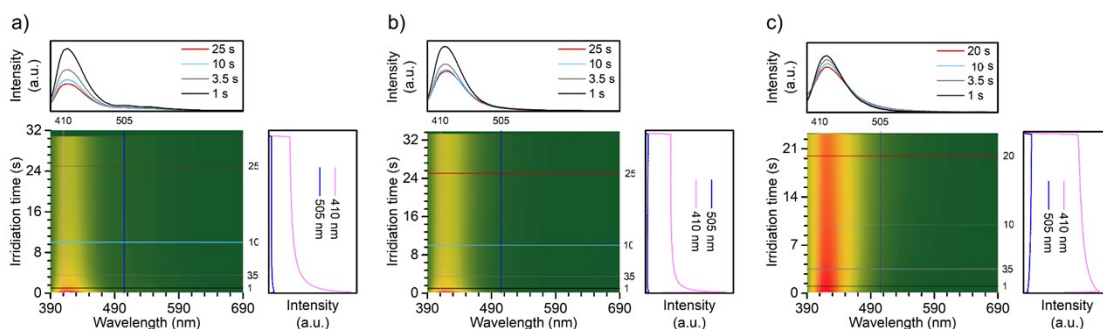 a)
Intensity
(a.u.)
25 s
10 s
3.5 s
1 s
410
505
Irridiation time (s)
32
24
16
8
0
25
10
35
1
505 nm
410 nm
390
490
590
690
Wavelength (nm)
Intensity
(a.u.)
b)
Intensity
(a.u.)
25 s
10 s
3.5 s
1 s
410
505
Irridiation time (s)
32
24
16
8
0
25
10
35
1
410 nm
505 nm
390
490
590
690
Wavelength (nm)
Intensity
(a.u.)
c)
Intensity
(a.u.)
20 s
10 s
3.5 s
1 s
410
505
Irridiation time (s)
21
14
7
0
20
10
35
1
505 nm
410 nm
390
490
590
690
Wavelength (nm)
Intensity
(a.u.)